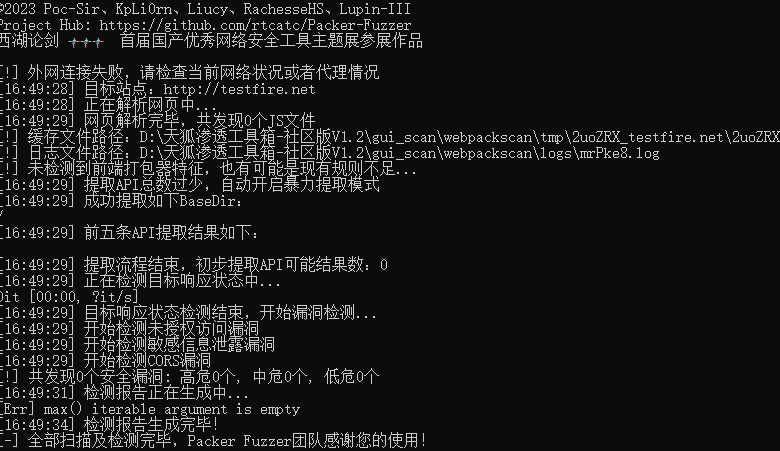 ©2023 Poc-Sir、KpLi0rn、Liucy、RachesseHS、Lupin-III
Project Hub: https://github.com/rtcatc/Packer-Fuzzer
西湖论剑 首届国产优秀网络安全工具主题展参展作品
[!] 外网连接失败，请检查当前网络状况或者代理情况
[16:49:28] 目标站点：http://testfire.net
[16:49:28] 正在解析网页中...
[16:49:29] 网页解析完毕，共发现0个JS文件
[!] 缓存文件路径：D:\天狐渗透工具箱-社区版V1.2\gui_scan\webpackscan\tmp\2uoZRX_testfire.net\2uoZRX
[!] 日志文件路径：D:\天狐渗透工具箱-社区版V1.2\gui_scan\webpackscan\logs\mrPke8.log
[!] 未检测到前端打包器特征，也有可能是现有规则不足...
[16:49:29] 提取API总数过少，自动开启暴力提取模式
[16:49:29] 成功提取如下BaseDir：
/
[16:49:29] 前五条API提取结果如下：
[16:49:29] 提取流程结束，初步提取API可能结果数：0
[16:49:29] 正在检测目标响应状态中...
0it [00:00, ?it/s]
[16:49:29] 目标响应状态检测结束，开始漏洞检测...
[16:49:29] 开始检测未授权访问漏洞
[16:49:29] 开始检测敏感信息泄露漏洞
[16:49:29] 开始检测CORS漏洞
[!] 共发现0个安全漏洞: 高危0个, 中危0个, 低危0个
[16:49:31] 检测报告正在生成中...
[Err] max() iterable argument is empty
[16:49:34] 检测报告生成完毕！
[-] 全部扫描及检测完毕，Packer Fuzzer团队感谢您的使用！